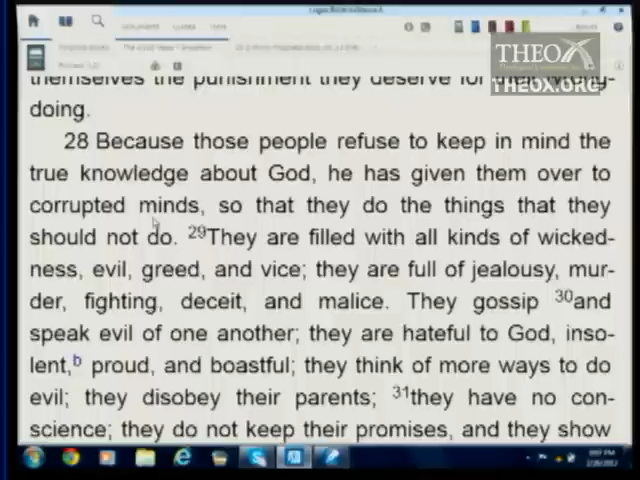 THEOX
THEOX.ORG
themselves the punishment they deserve for their wrong-
doing.
28 Because those people refuse to keep in mind the
true knowledge about God, he has given them over to
corrupted minds, so that they do the things that they
should not do. 29They are filled with all kinds of wicked-
ness, evil, greed, and vice; they are full of jealousy, mur-
der, fighting, deceit, and malice. They gossip 30and
speak evil of one another; they are hateful to God, inso-
lent,b proud, and boastful; they think of more ways to do
evil; they disobey their parents; 31they have no con-
science; they do not keep their promises, and they show